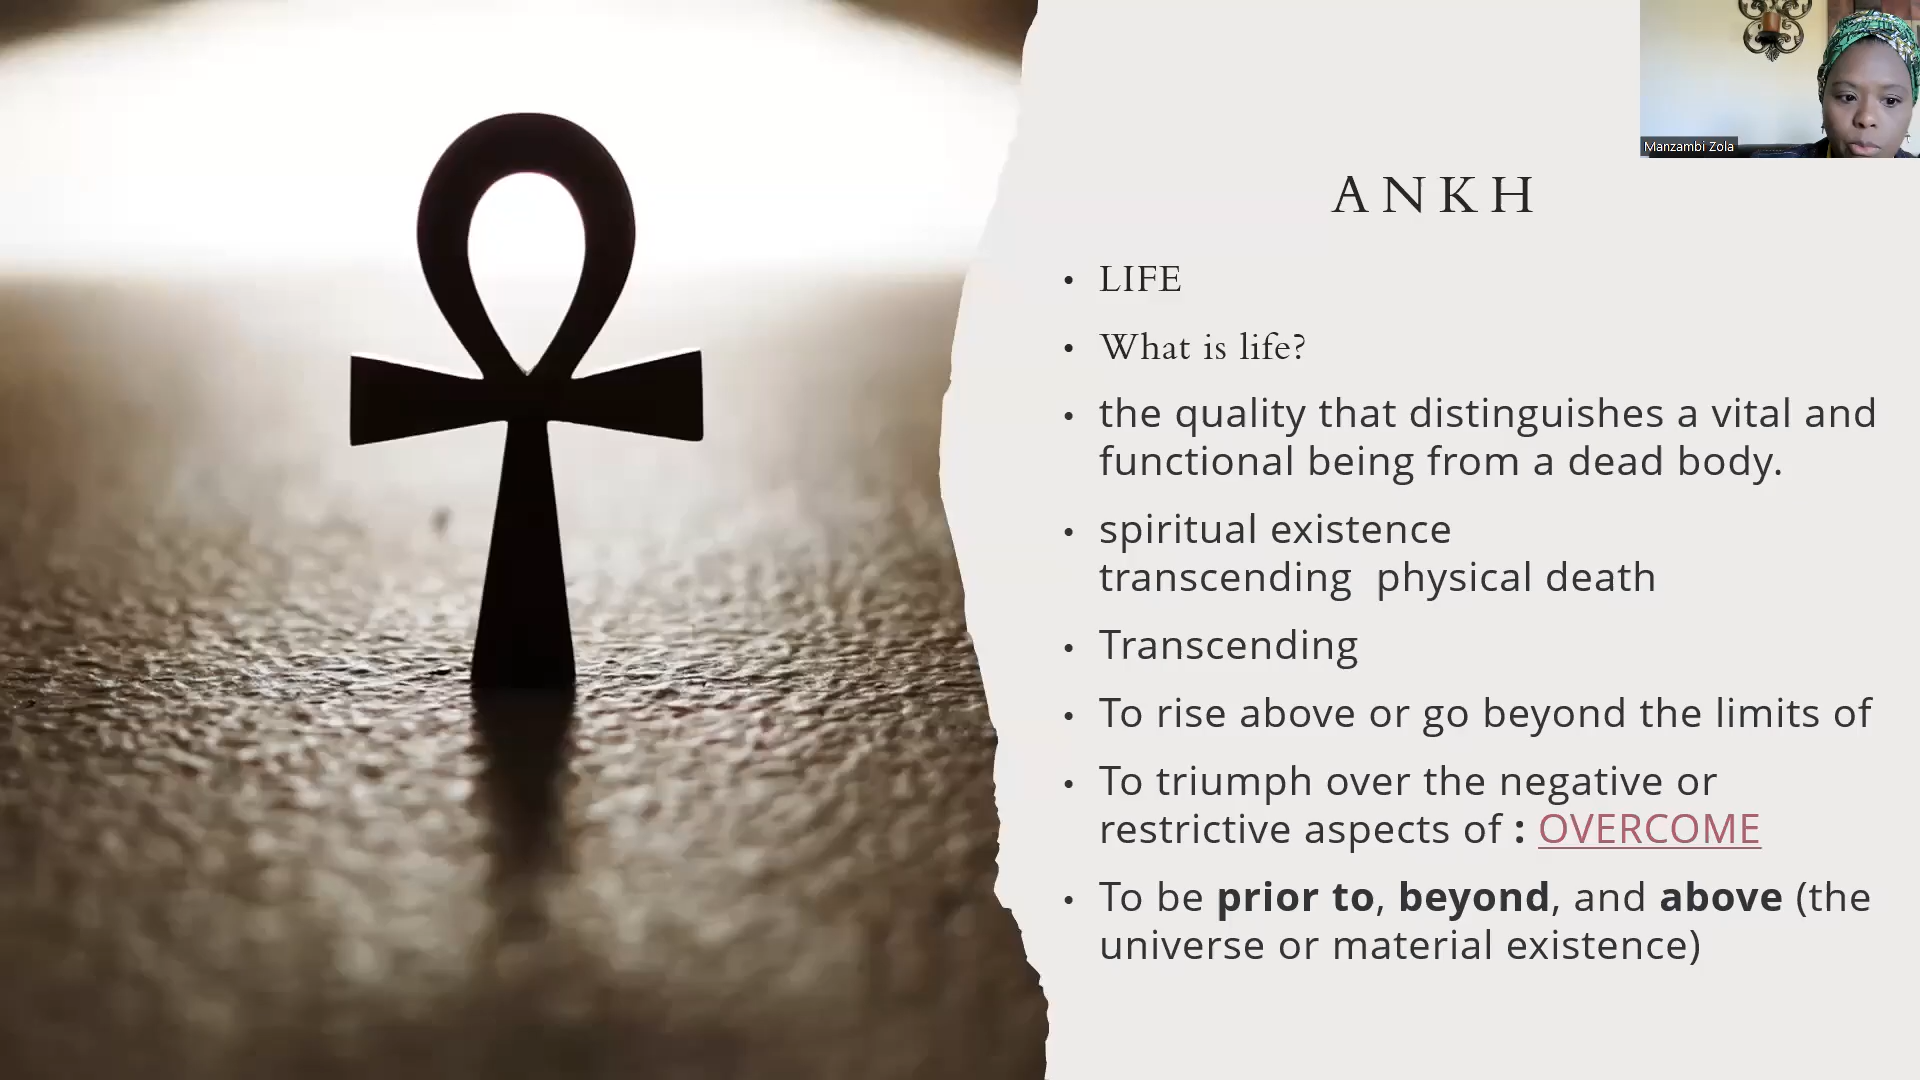 Manzambi Zola
ANKH
• LIFE
• What is life?
• the quality that distinguishes a vital and
functional being from a dead body.
• spiritual existence
transcending  physical death
• Transcending
• To rise above or go beyond the limits of
• To triumph over the negative or
restrictive aspects of : OVERCOME
• To be prior to, beyond, and above (the
universe or material existence)